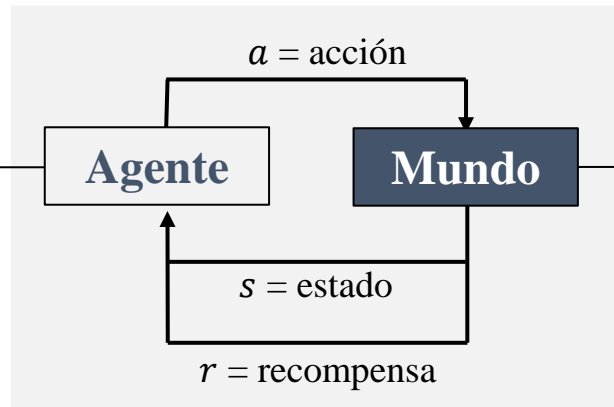 𝑎 = acción
Agente
Mundo
𝑠 = estado
𝑟 = recompensa